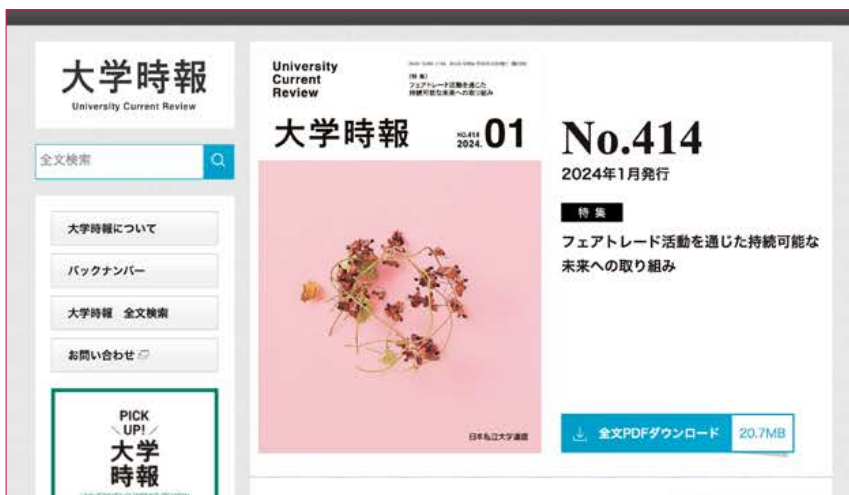 大学時報
University Current Review
全文検索
大学時報について
バックナンバー
大学時報 全文検索
お問い合わせ
PICK
＼UP!／
大学
時報
UNIVERSITY CURRENT REVIEW
University
Current
Review
［特 集］
フェアトレード活動を通じた
持続可能な未来への取り組み
大学時報
NO.414
2024. 01
日本私立大学連盟
No.414
2024年1月発行
特 集
フェアトレード活動を通じた持続可能な
未来への取り組み
全文PDFダウンロード 20.7MB